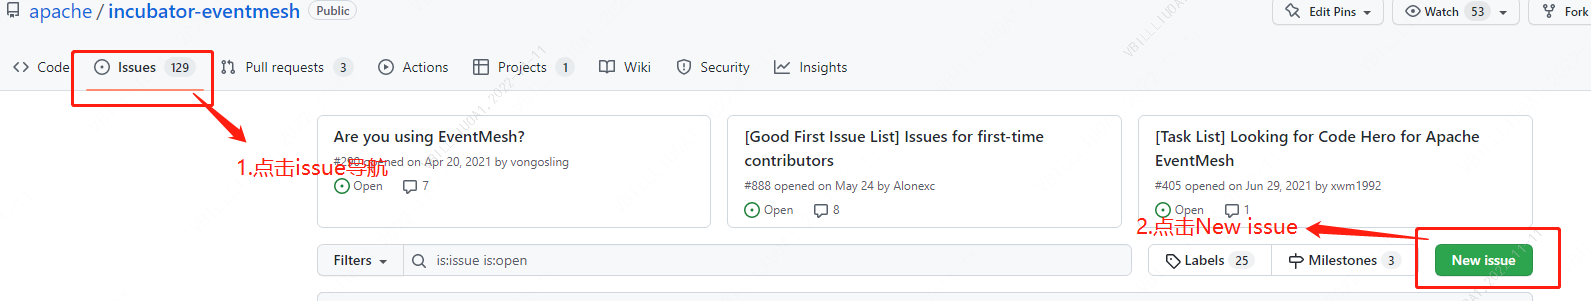 apache / incubator-eventmesh Public
Edit Pins Watch 53 Fork
Code Issues 129 Pull requests 3 Actions Projects 1 Wiki Security Insights
Are you using EventMesh?
#290 opened on Apr 20, 2021 by vongosling
Open 7
1.点击issue导航
[Good First Issue List] Issues for first-time
contributors
#888 opened on May 24 by Alonexc
Open 8
[Task List] Looking for Code Hero for Apache
EventMesh
#405 opened on Jun 29, 2021 by xwm1992
Open 1
2.点击New issue
Filters is:issue is:open Labels 25 Milestones 3 New issue